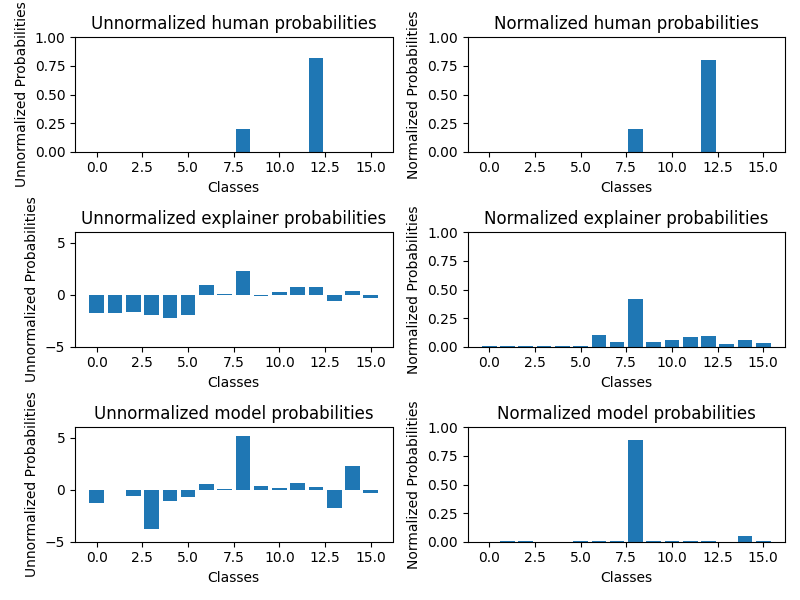 Unnormalized human probabilities
Unnormalized Probabilities
1.00
0.75
0.50
0.25
0.00
0.0 2.5 5.0 7.5 10.0 12.5 15.0
Classes
Normalized human probabilities
Normalized Probabilities
1.00
0.75
0.50
0.25
0.00
0.0 2.5 5.0 7.5 10.0 12.5 15.0
Classes
Unnormalized explainer probabilities
Unnormalized Probabilities
5
0
−5
0.0 2.5 5.0 7.5 10.0 12.5 15.0
Classes
Normalized explainer probabilities
Normalized Probabilities
1.00
0.75
0.50
0.25
0.00
0.0 2.5 5.0 7.5 10.0 12.5 15.0
Classes
Unnormalized model probabilities
Unnormalized Probabilities
5
0
−5
0.0 2.5 5.0 7.5 10.0 12.5 15.0
Classes
Normalized model probabilities
Normalized Probabilities
1.00
0.75
0.50
0.25
0.00
0.0 2.5 5.0 7.5 10.0 12.5 15.0
Classes